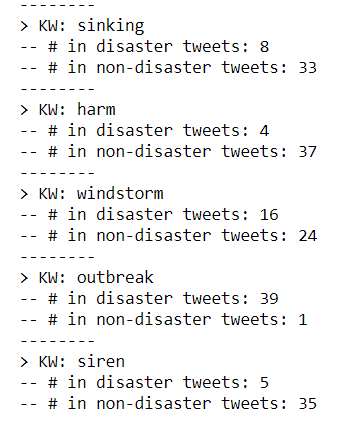 --------
> KW: sinking
-- # in disaster tweets: 8
-- # in non-disaster tweets: 33
--------
> KW: harm
-- # in disaster tweets: 4
-- # in non-disaster tweets: 37
--------
> KW: windstorm
-- # in disaster tweets: 16
-- # in non-disaster tweets: 24
--------
> KW: outbreak
-- # in disaster tweets: 39
-- # in non-disaster tweets: 1
--------
> KW: siren
-- # in disaster tweets: 5
-- # in non-disaster tweets: 35